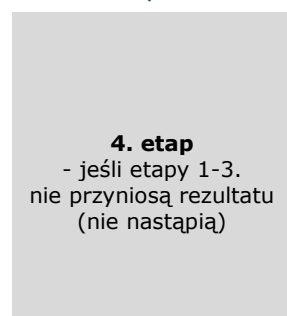 4. etap
- jeśli etapy 1-3.
nie przyniosą rezultatu
(nie nastąpią)